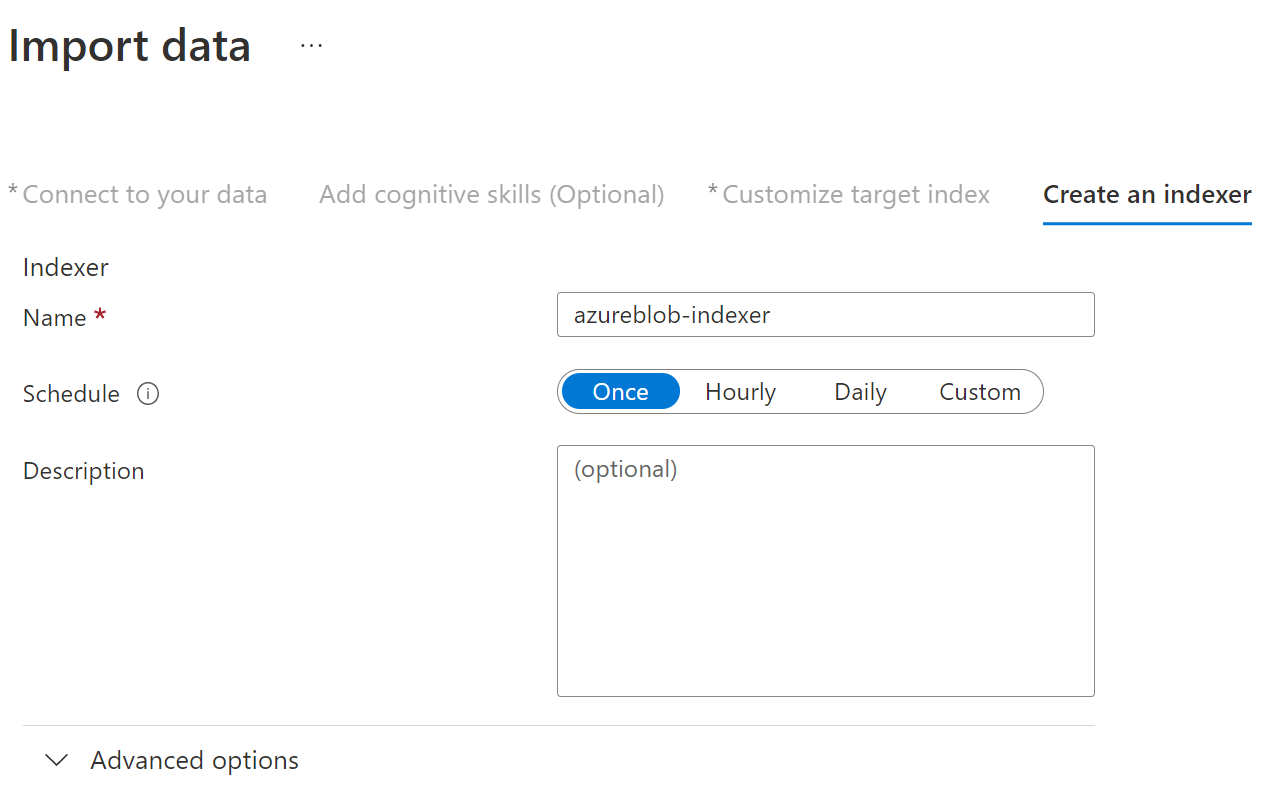 Import data ...
* Connect to your data Add cognitive skills (Optional) * Customize target index Create an indexer
Indexer
Name * azureblob-indexer
Schedule i Once Hourly Daily Custom
Description (optional)
Advanced options